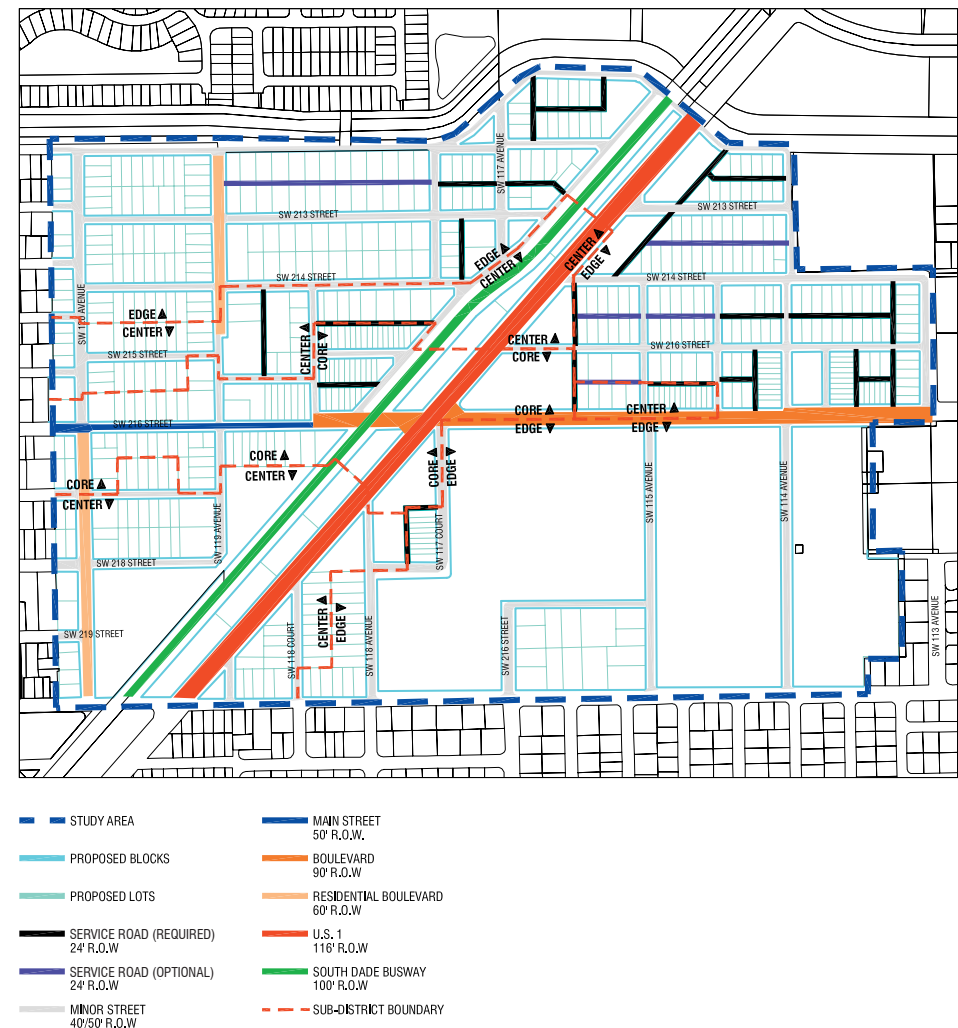 SW 117 AVENUE
SW 213 STREET
SW 213 STREET
EDGE
CENTER
CENTER
EDGE
SW 214 STREET
SW 214 STREET
SW 120 AVENUE
EDGE
CENTER
CENTER
CORE
CENTER
CORE
SW 215 STREET
SW 216 STREET
SW 216 STREET
CORE
EDGE
CENTER
EDGE
CORE
CENTER
CORE
EDGE
CORE
CENTER
SW 119 AVENUE
SW 117 COURT
SW 115 AVENUE
SW 114 AVENUE
SW 218 STREET
SW 219 STREET
SW 118 COURT
CENTER
EDGE
SW 118 AVENUE
SW 216 STREET
SW 113 AVENUE
STUDY AREA
PROPOSED BLOCKS
PROPOSED LOTS
SERVICE ROAD (REQUIRED)
24' R.O.W
SERVICE ROAD (OPTIONAL)
24' R.O.W
MINOR STREET
40'/50' R.O.W
MAIN STREET
50' R.O.W.
BOULEVARD
90' R.O.W
RESIDENTIAL BOULEVARD
60' R.O.W
U.S. 1
116' R.O.W
SOUTH DADE BUSWAY
100' R.O.W
SUB-DISTRICT BOUNDARY